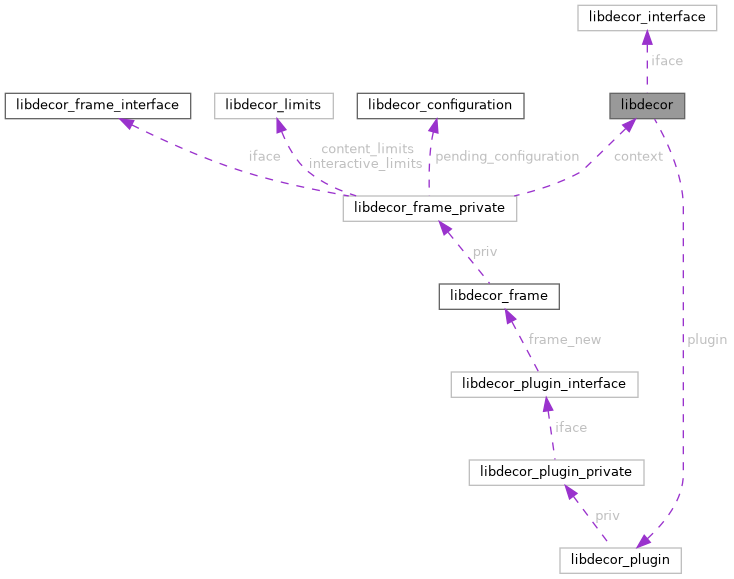 libdecor_interface
iface
libdecor_frame_interface
libdecor_limits
libdecor_configuration
libdecor
iface
content_limits
interactive_limits
pending_configuration
context
libdecor_frame_private
priv
libdecor_frame
frame_new
plugin
libdecor_plugin_interface
iface
libdecor_plugin_private
priv
libdecor_plugin